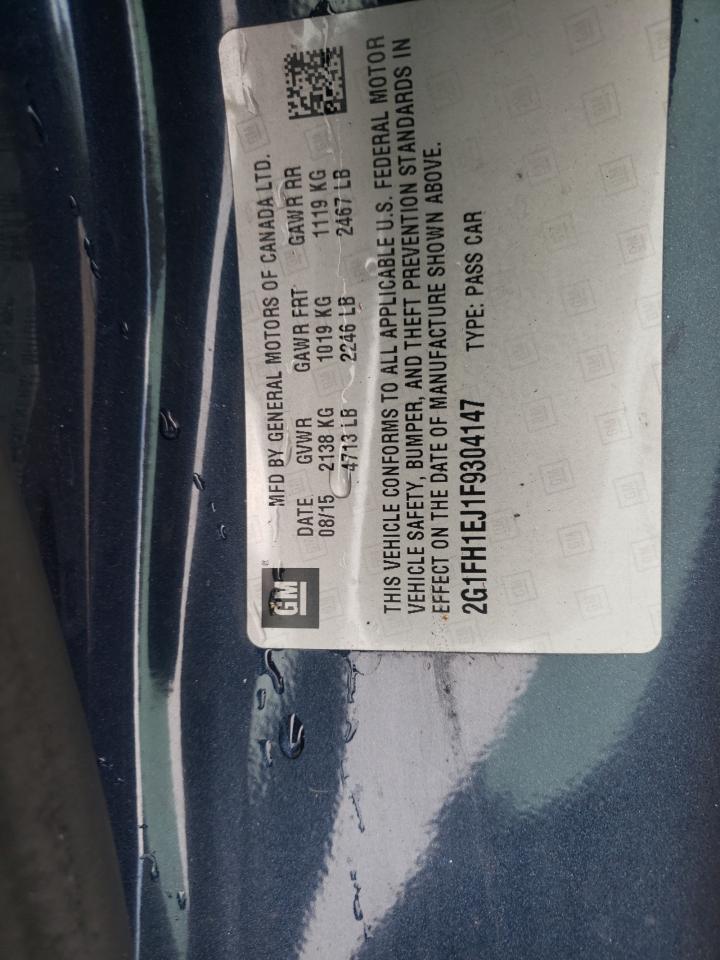 MFD BY GENERAL MOTORS OF CANADA LTD.
GM®
DATE GVWR GAWR FRT GAWR RR
08/15 2138 KG 1019 KG 1119 KG
4713 LB 2246 LB 2467 LB
THIS VEHICLE CONFORMS TO ALL APPLICABLE U.S. FEDERAL MOTOR
VEHICLE SAFETY, BUMPER, AND THEFT PREVENTION STANDARDS IN
EFFECT ON THE DATE OF MANUFACTURE SHOWN ABOVE.
2G1FH1EJ1F9304147 TYPE: PASS CAR